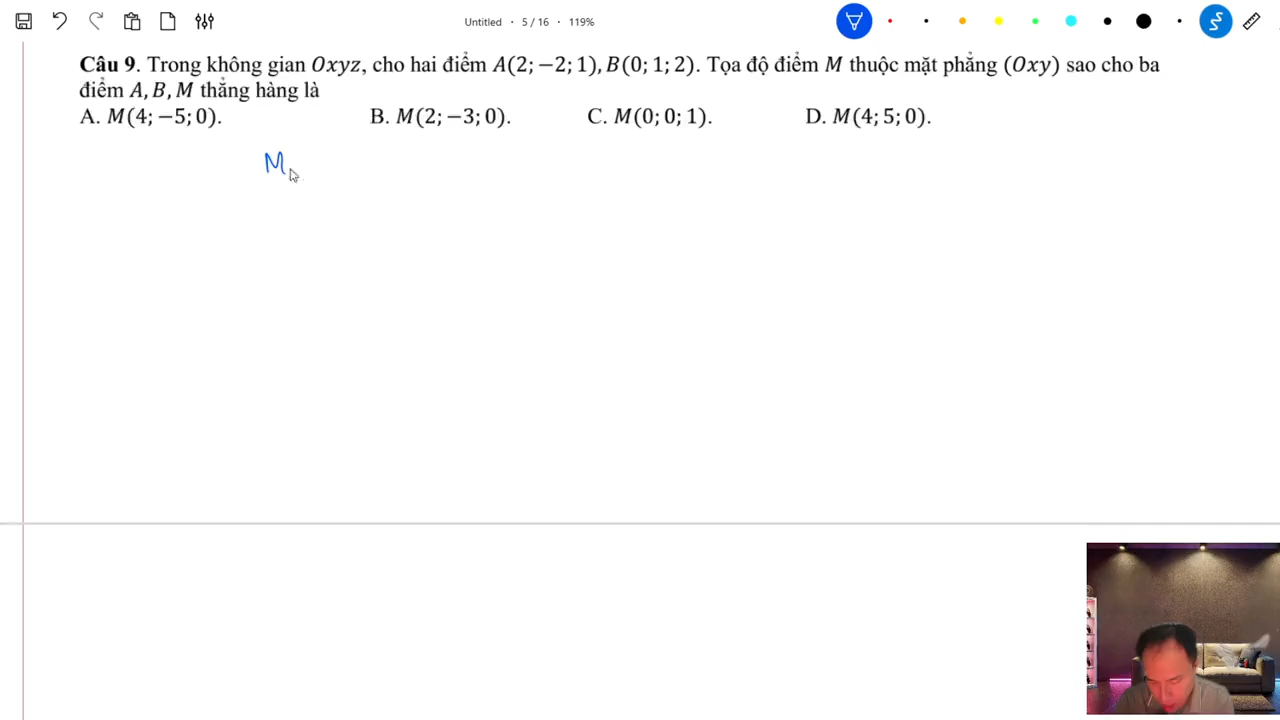 Untitled · 5 / 16 · 119%
Câu 9. Trong không gian Oxyz, cho hai điểm A(2; −2; 1), B(0; 1; 2). Tọa độ điểm M thuộc mặt phẳng (Oxy) sao cho ba
điểm A, B, M thẳng hàng là
A. M(4; −5; 0). B. M(2; −3; 0). C. M(0; 0; 1). D. M(4; 5; 0).
M